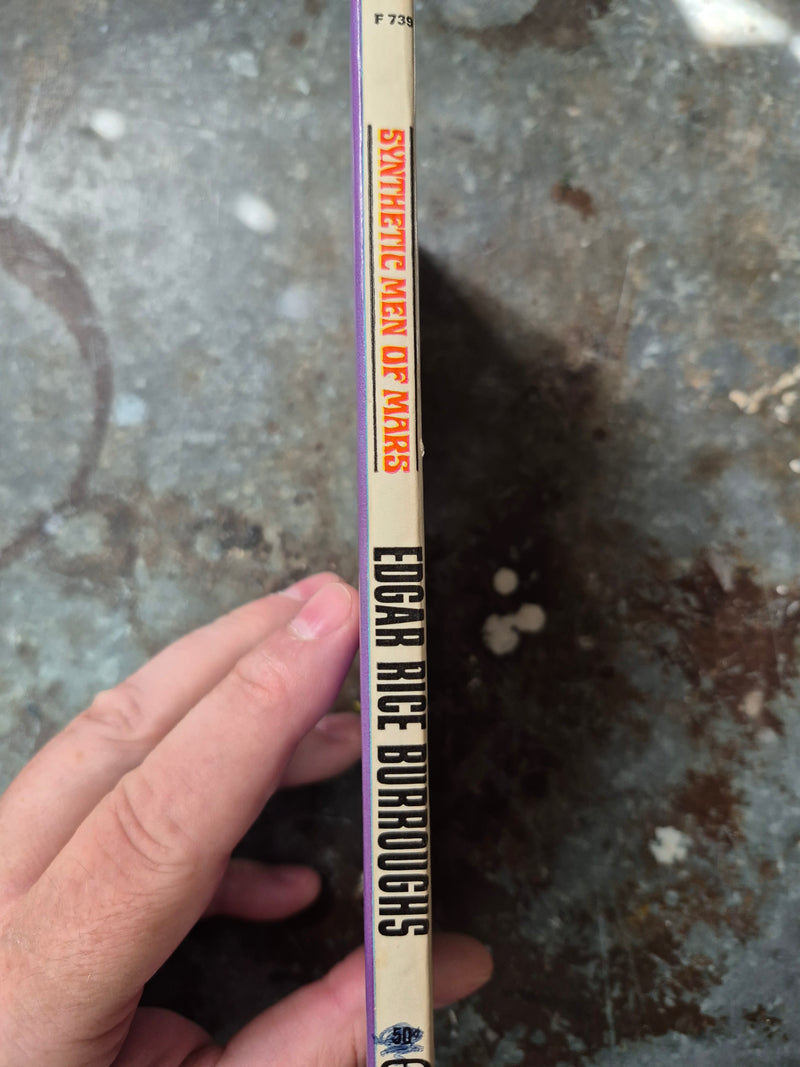 F 739
SYNTHETIC MEN OF MARS
EDGAR RICE BURROUGHS
50¢